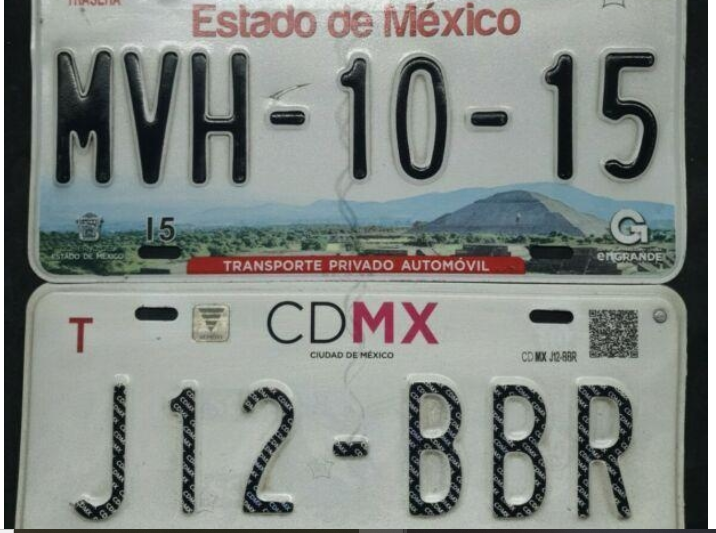 TRASERA
Estado de México
MVH-10-15
15
ESTADO DE MÉXICO
G
enGRANDE
TRANSPORTE PRIVADO AUTOMÓVIL
T
CDMX
CIUDAD DE MÉXICO
CDMX J12-BBR
J12-BBR